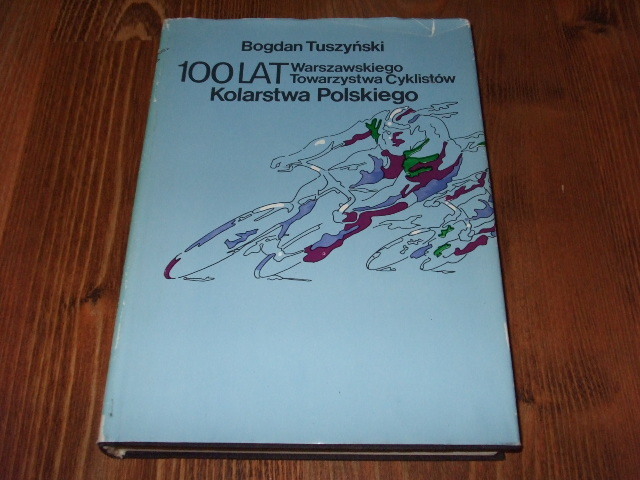 Bogdan Tuszyński
100 LAT Warszawskiego
Towarzystwa Cyklistów
Kolarstwa Polskiego